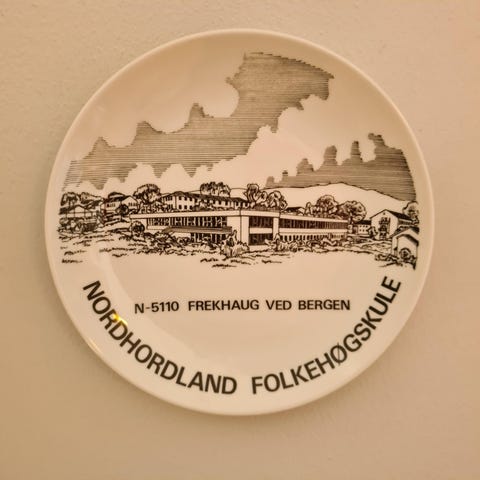 N-5110 FREKHAUG VED BERGEN
NORDHORDLAND FOLKEHØGSKULE